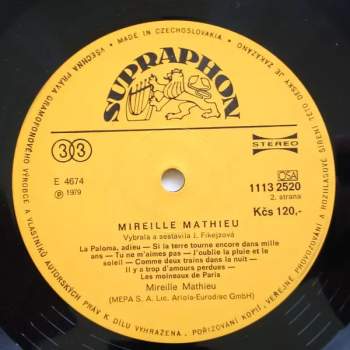 VŠECHNA PRÁVA GRAMOFONOVÉHO VÝROBCE A VLASTNÍKŮ AUTORSKÝCH PRÁV K DÍLU VYHRAZENA. POŘIZOVÁNÍ KOPIÍ, VEŘEJNÉ PROVOZOVÁNÍ A ROZHLASOVÉ ŠÍŘENÍ TÉTO DESKY JE ZAKÁZÁNO
• MADE IN CZECHOSLOVAKIA •
SUPRAPHON
33
STEREO
E 4674
℗ 1979
OSA
1113 2520
2. strana
Kčs 120,-
MIREILLE MATHIEU
Vybrala a sestavila J. Fikejzová
La Paloma, adieu — Si la terre tourne encore dans mille
ans — Tu ne m'aimes pas — J'oublie la pluie et le
soleil — Comme deux trains dans la nuit —
Il y a trop d'amours perdues —
Les moineaux de Paris
Mireille Mathieu
(MEPA S. A. Lic. Ariola-Eurodisc GmbH)